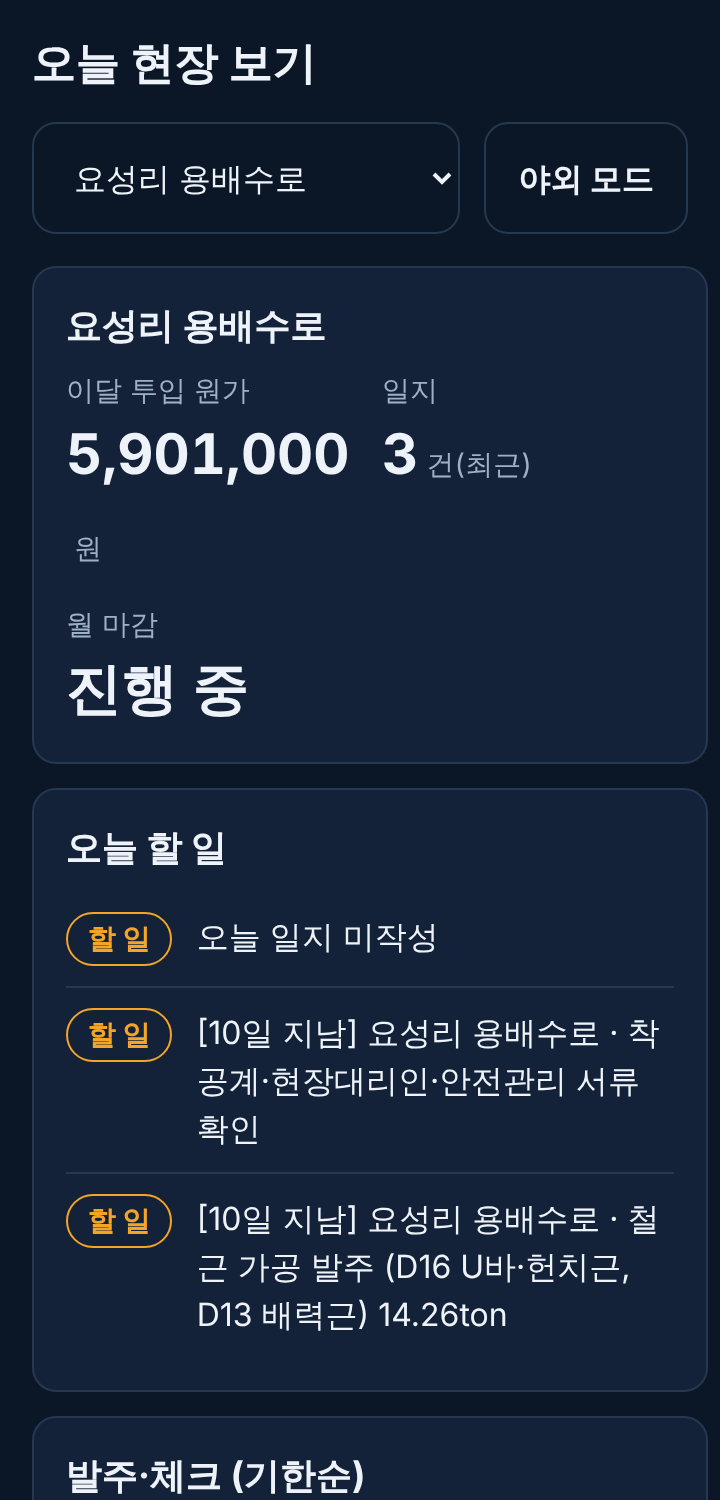 오늘 현장 보기
요성리 용배수로
야외 모드
요성리 용배수로
이달 투입 원가
5,901,000
원
일지
3 건(최근)
월 마감
진행 중
오늘 할 일
할 일
오늘 일지 미작성
할 일
[10일 지남] 요성리 용배수로 · 착
공계·현장대리인·안전관리 서류
확인
할 일
[10일 지남] 요성리 용배수로 · 철
근 가공 발주 (D16 U바·헌치근,
D13 배력근) 14.26ton
발주·체크 (기한순)